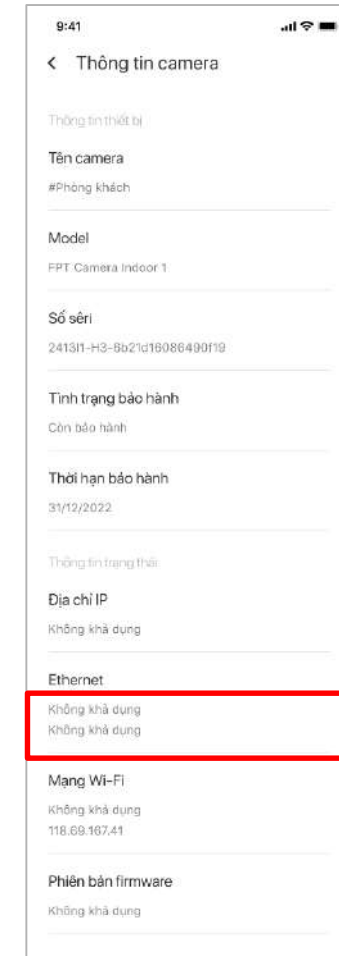 9:41
Thông tin camera
Thông tin thiết bị
Tên camera
#Phòng khách
Model
FPT Camera Indoor 1
Số sêri
2413I1-H3-6b21d16086490f19
Tình trạng bảo hành
Còn bảo hành
Thời hạn bảo hành
31/12/2022
Thông tin trạng thái
Địa chỉ IP
Không khả dụng
Ethernet
Không khả dụng
Không khả dụng
Mạng Wi-Fi
Không khả dụng
118.69.167.41
Phiên bản firmware
Không khả dụng